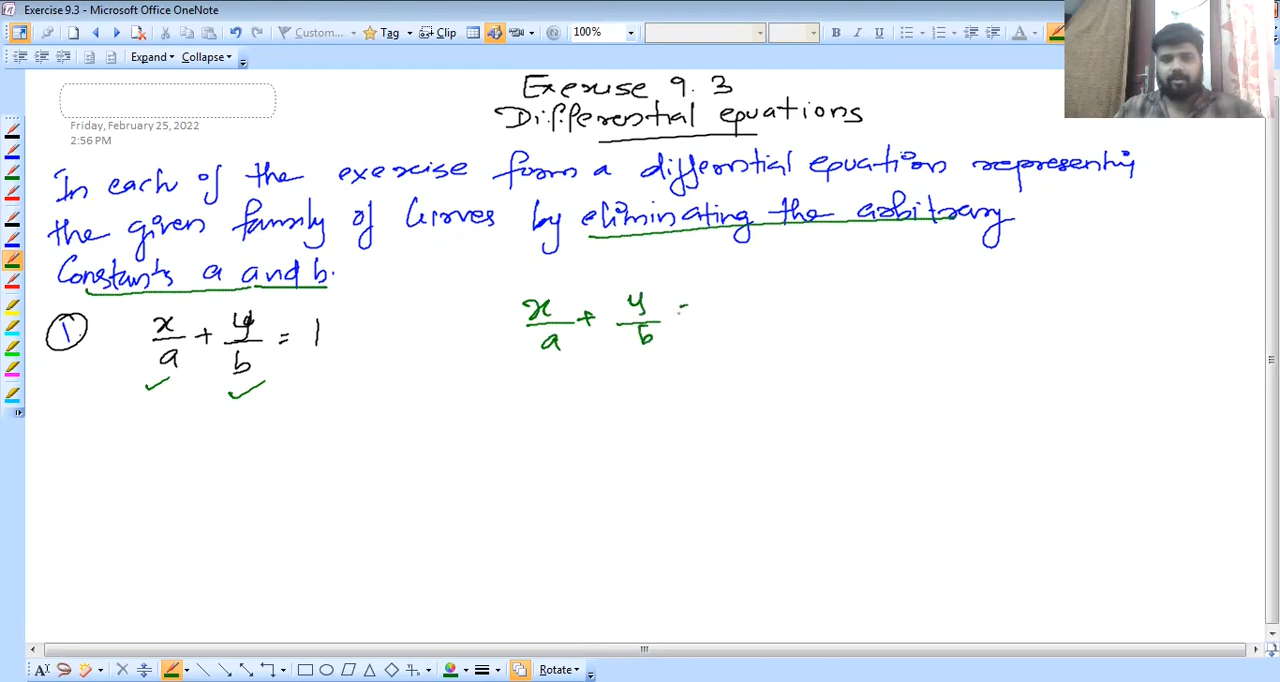 Exercise 9.3 - Microsoft Office OneNote
Custom... Tag Clip 100% B I U A
Expand Collapse
Exercise 9.3
Differential equations
Friday, February 25, 2022
2:56 PM
In each of the exercise form a differential equation representing
the given family of curves by eliminating the arbitrary
Constants a and b.
1 x/a + y/b = 1
x/a + y/b =
A Rotate